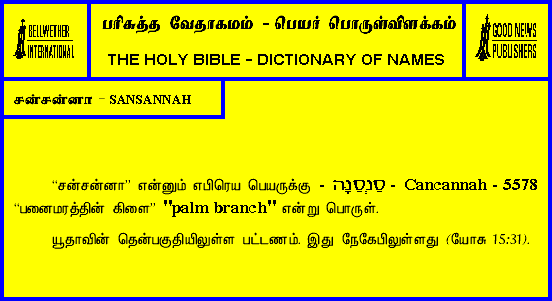 BELLWETHER
INTERNATIONAL
பரிசுத்த வேதாகமம் - பெயர் பொருள்விளக்கம்
THE HOLY BIBLE - DICTIONARY OF NAMES
GOOD NEWS
PUBLISHERS
சன்சன்னா - SANSANNAH
“சன்சன்னா” என்னும் எபிரெய பெயருக்கு - סַנְסַנָּה - Cancannah - 5578
“பனைமரத்தின் கிளை” "palm branch" என்று பொருள்.
யூதாவின் தென்பகுதியிலுள்ள பட்டணம். இது நேகேபிலுள்ளது (யோசு 15:31).